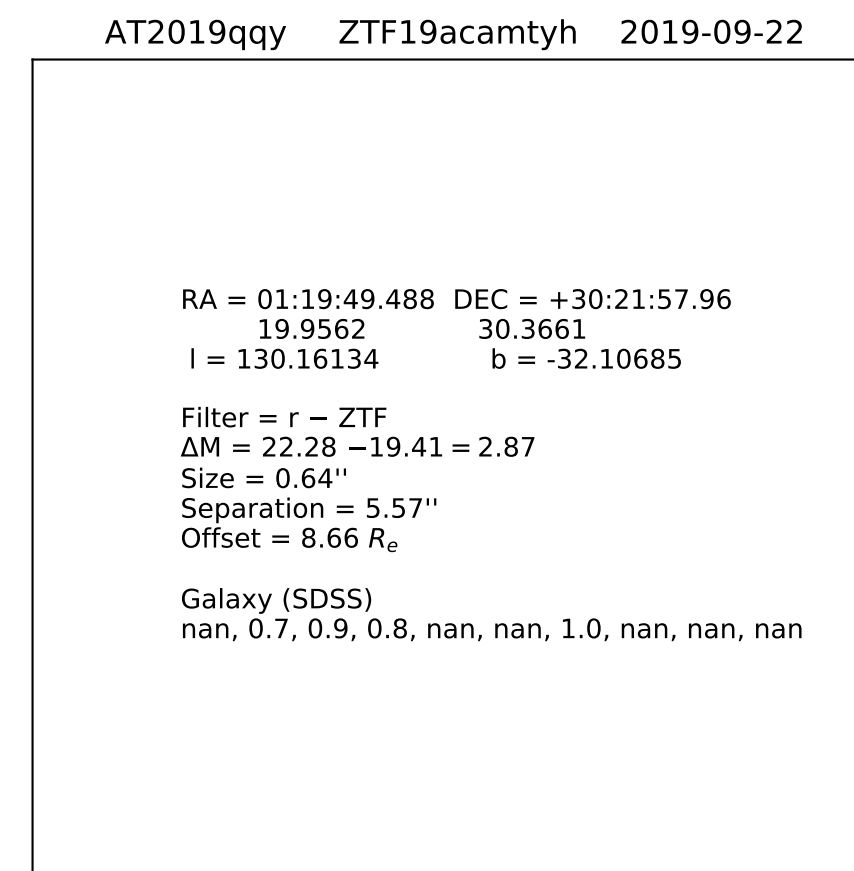 AT2019qqy ZTF19acamtyh 2019-09-22
RA = 01:19:49.488 DEC = +30:21:57.96
19.9562 30.3661
l = 130.16134 b = -32.10685
Filter = r − ZTF
ΔM = 22.28 −19.41 = 2.87
Size = 0.64''
Separation = 5.57''
Offset = 8.66 Rₑ
Galaxy (SDSS)
nan, 0.7, 0.9, 0.8, nan, nan, 1.0, nan, nan, nan